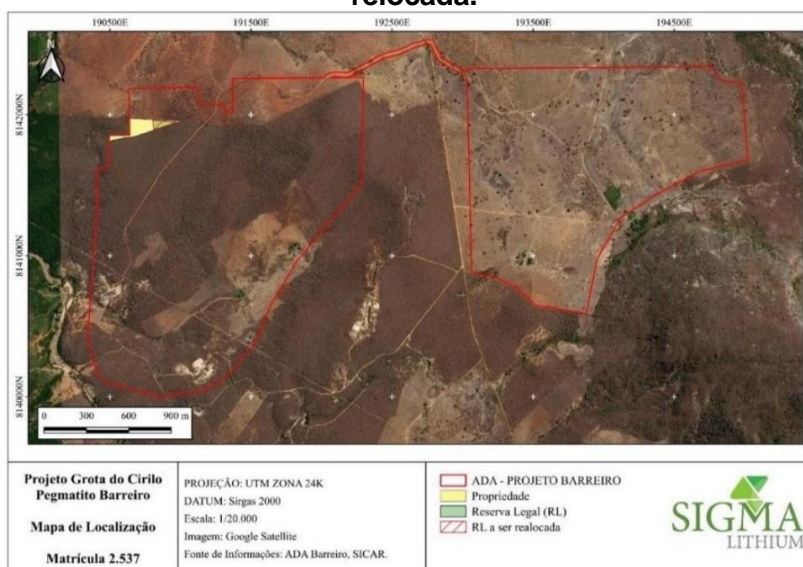 relocada.
190500E 191500E 192500E 193500E 194500E
N
8142000N
8141000N
8140000N
0 300 600 900 m
Projeto Grota do Cirilo
Pegmatito Barreiro
Mapa de Localização
Matrícula 2.537
PROJEÇÃO: UTM ZONA 24K
DATUM: Sirgas 2000
Escala: 1/20.000
Imagem: Google Satellite
Fonte de Informações: ADA Barreiro, SICAR.
ADA - PROJETO BARREIRO
Propriedade
Reserva Legal (RL)
RL a ser realocada
SIGMA
LITHIUM